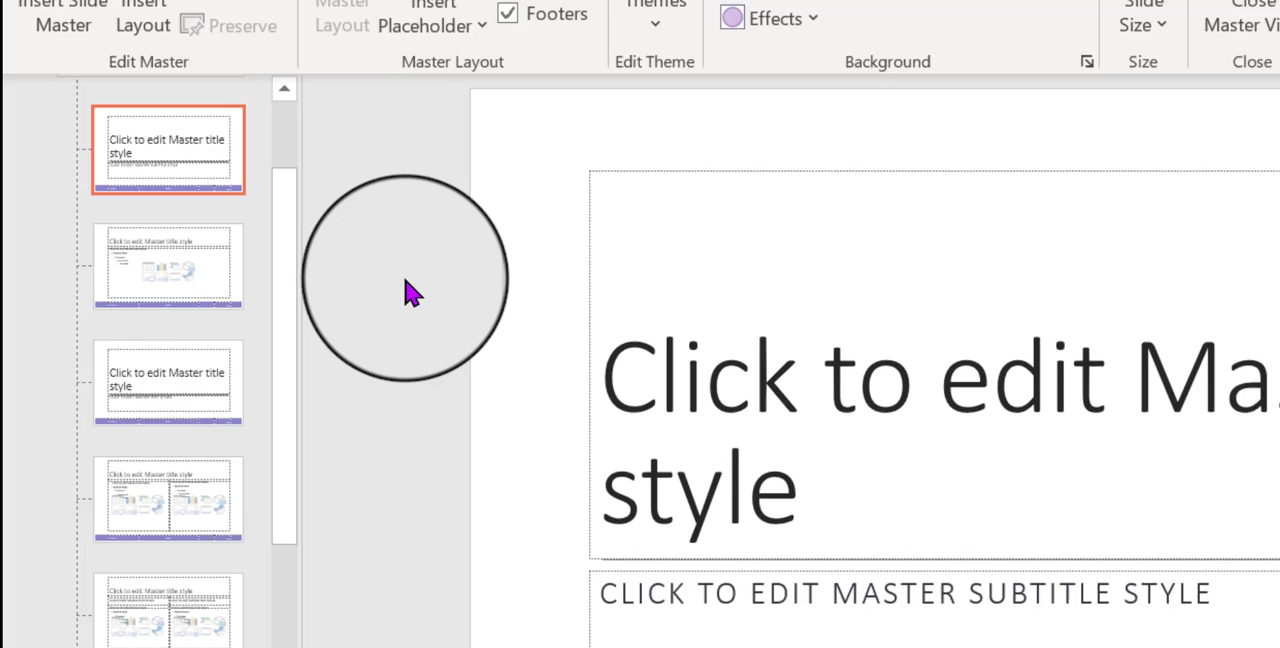 Insert Slide Insert Master Insert Themes Slide Close
Master Layout Preserve Layout Placeholder Footers Effects Size Master Vi
Edit Master Master Layout Edit Theme Background Size Close
Click to edit Master title
style
Click to edit Master title style
Click to edit Master title
style
Click to edit Master title style
Click to edit Master title style
Click to edit Ma
style
CLICK TO EDIT MASTER SUBTITLE STYLE